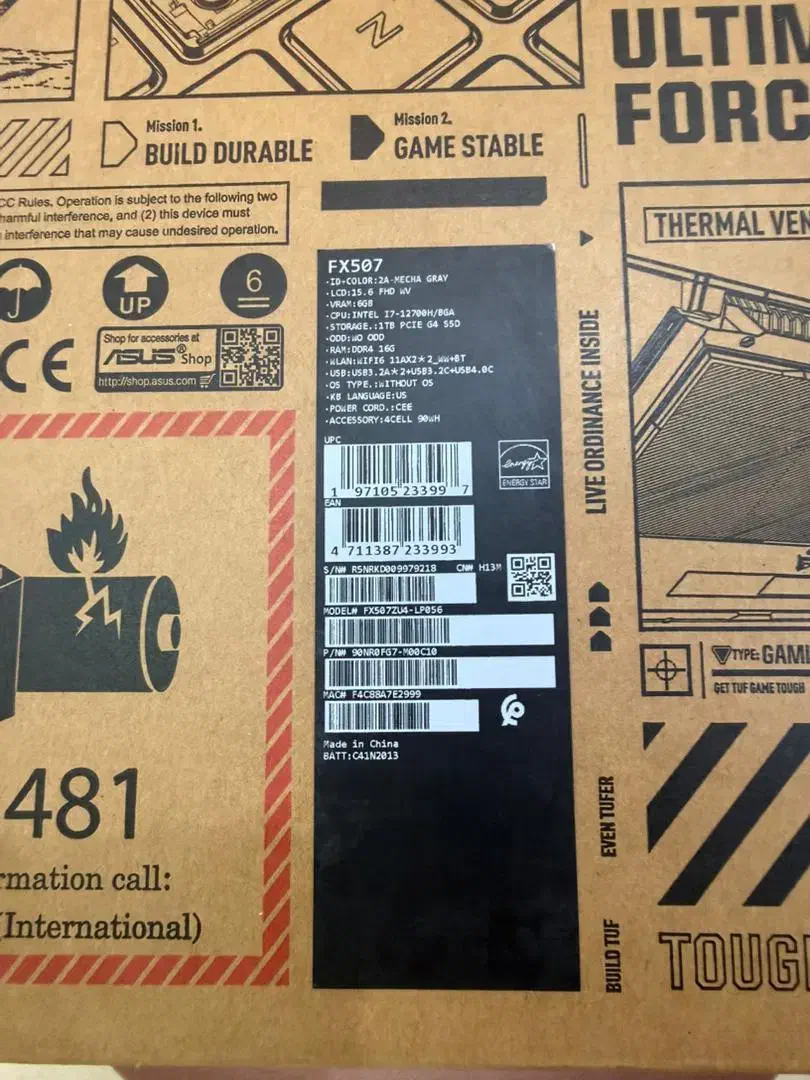 ULTIM
FORC
Mission 1.
BUILD DURABLE
Mission 2.
GAME STABLE
CC Rules. Operation is subject to the following two
harmful interference, and (2) this device must
interference that may cause undesired operation.
THERMAL VEN
UP
6
CE
Shop for accessories at
ASUS® Shop
http://shop.asus.com
FX507
·ID-COLOR:2A-MECHA GRAY
·LCD:15.6 FHD WV
·VRAM:6GB
·CPU:INTEL I7-12700H/BGA
·STORAGE.:1TB PCIE G4 SSD
·ODD:WO ODD
·RAM:DDR4 16G
·WLAN:WIFI6 11AX2*2_WW+BT
·USB:USB3.2A*2+USB3.2C+USB4.0C
·OS TYPE.:WITHOUT OS
·KB LANGUAGE:US
·POWER CORD.:CEE
·ACCESSORY:4CELL 90WH
UPC
1 97105 23399 7
energy
ENERGY STAR
EAN
4 711387 233993
S/N# R5NRKD009979218 CN# H13M
MODEL# FX507ZU4-LP056
P/N# 90NR0FG7-M00C10
MAC# F4C88A7E2999
Made in China
BATT:C41N2013
LIVE ORDINANCE INSIDE
TYPE: GAMI
GET TUF GAME TOUGH
EVEN TUFER
BUILD TUF
TOUG
481
rmation call:
(International)